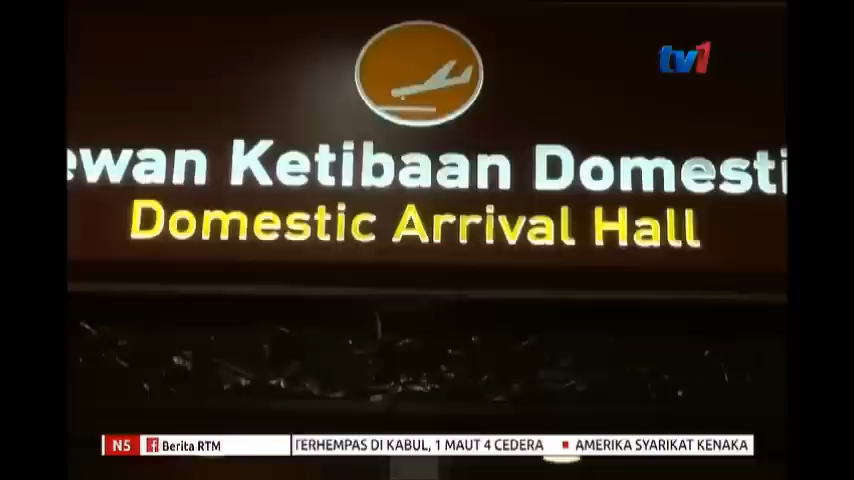 tv1
ewan Ketibaan Domesti
Domestic Arrival Hall
N5 Berita RTM TERHEMPAS DI KABUL, 1 MAUT 4 CEDERA ▪ AMERIKA SYARIKAT KENAKA